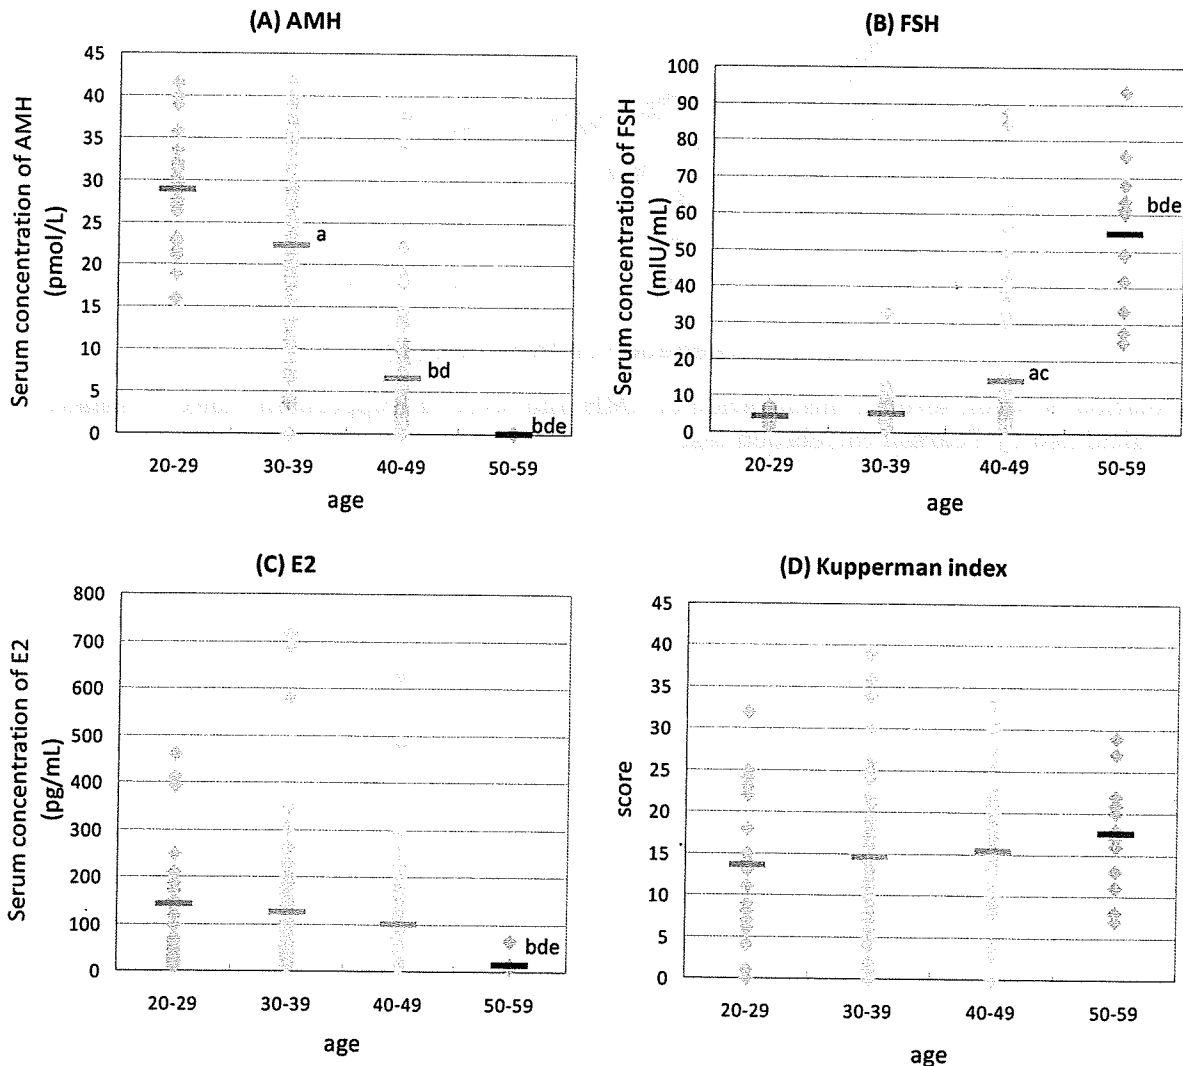 (A) AMH
Serum concentration of AMH
(pmol/L)
45
40
35
30
25
20
15
10
5
0
a
bd
bde
20-29
30-39
40-49
50-59
age
(B) FSH
Serum concentration of FSH
(mIU/mL)
100
90
80
70
60
50
40
30
20
10
0
ac
bde
20-29
30-39
40-49
50-59
age
(C) E2
Serum concentration of E2
(pg/mL)
800
700
600
500
400
300
200
100
0
bde
20-29
30-39
40-49
50-59
age
(D) Kupperman index
score
45
40
35
30
25
20
15
10
5
0
20-29
30-39
40-49
50-59
age